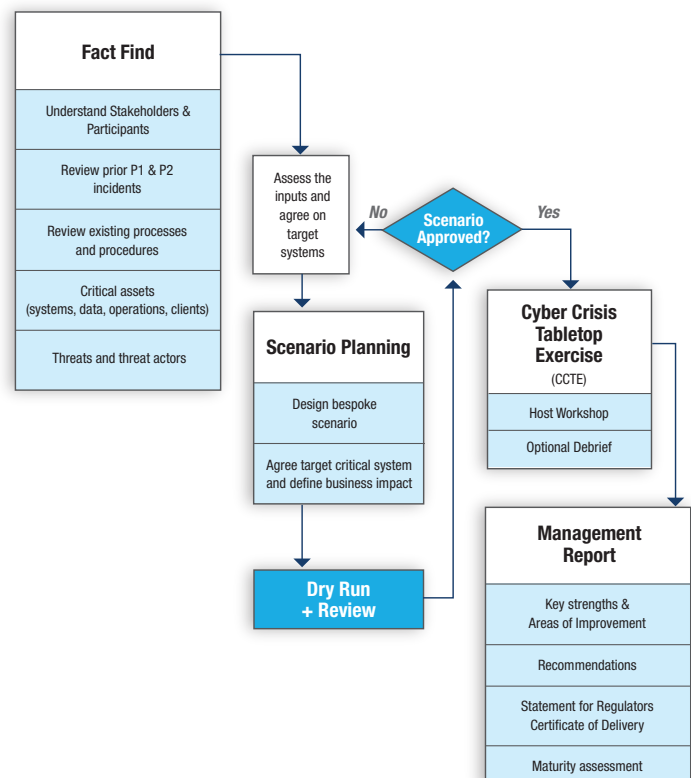 Fact Find
Understand Stakeholders &
Participants
Review prior P1 & P2
incidents
Review existing processes
and procedures
Critical assets
(systems, data, operations, clients)
Threats and threat actors
Assess the
inputs and
agree on
target
systems
No
Scenario
Approved?
Yes
Scenario Planning
Design bespoke
scenario
Agree target critical system
and define business impact
Dry Run
+ Review
Cyber Crisis
Tabletop
Exercise
(CCTE)
Host Workshop
Optional Debrief
Management
Report
Key strengths &
Areas of Improvement
Recommendations
Statement for Regulators
Certificate of Delivery
Maturity assessment